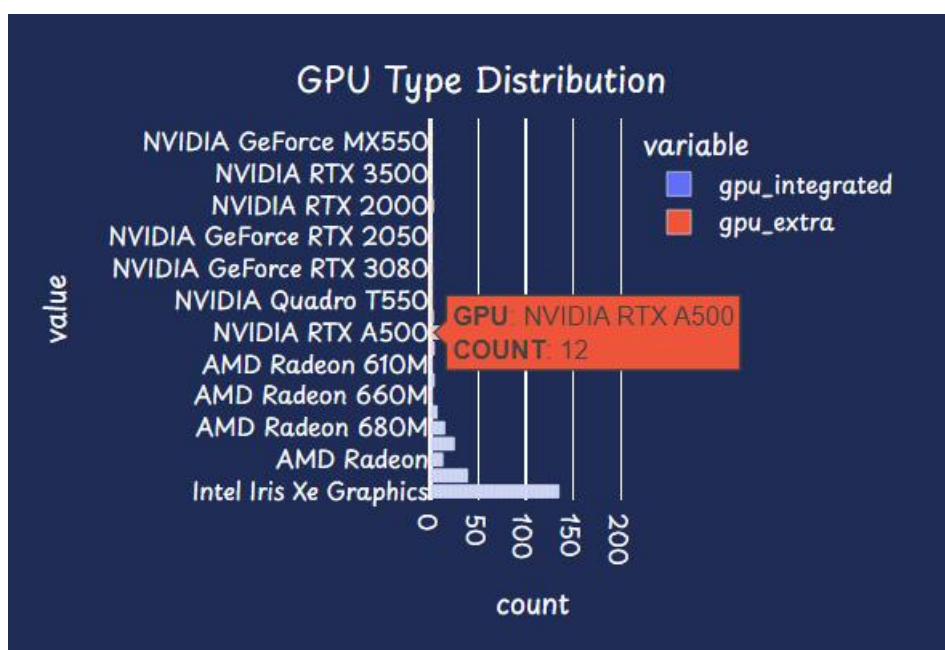 GPU Type Distribution
variable
gpu_integrated
gpu_extra
value
NVIDIA GeForce MX550
NVIDIA RTX 3500
NVIDIA RTX 2000
NVIDIA GeForce RTX 2050
NVIDIA GeForce RTX 3080
NVIDIA Quadro T550
NVIDIA RTX A500
AMD Radeon 610M
AMD Radeon 660M
AMD Radeon 680M
AMD Radeon
Intel Iris Xe Graphics
GPU: NVIDIA RTX A500
COUNT: 12
0
50
100
150
200
count